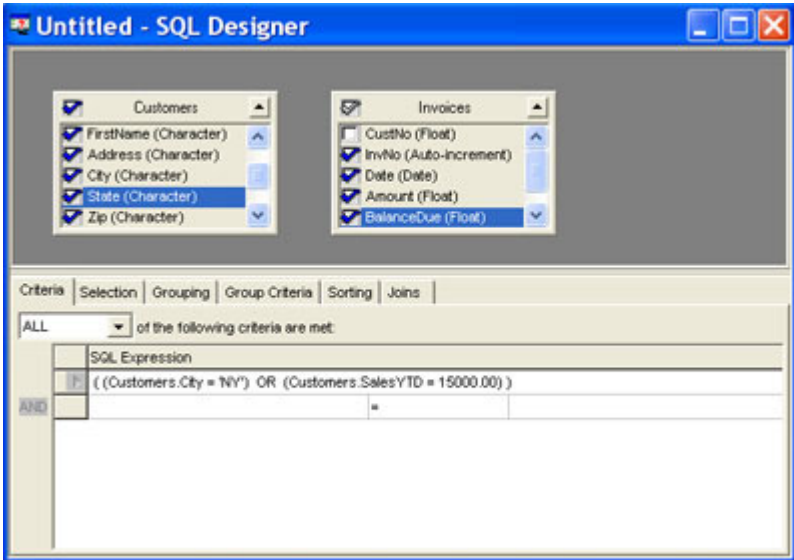 Untitled - SQL Designer
Customers
FirstName (Character)
Address (Character)
City (Character)
State (Character)
Zip (Character)
Invoices
CustNo (Float)
InvNo (Auto-increment)
Date (Date)
Amount (Float)
BalanceDue (Float)
Criteria Selection Grouping Group Criteria Sorting Joins
ALL of the following criteria are met:
SQL Expression
( (Customers.City = 'NY') OR (Customers.SalesYTD = 15000.00) )
AND =